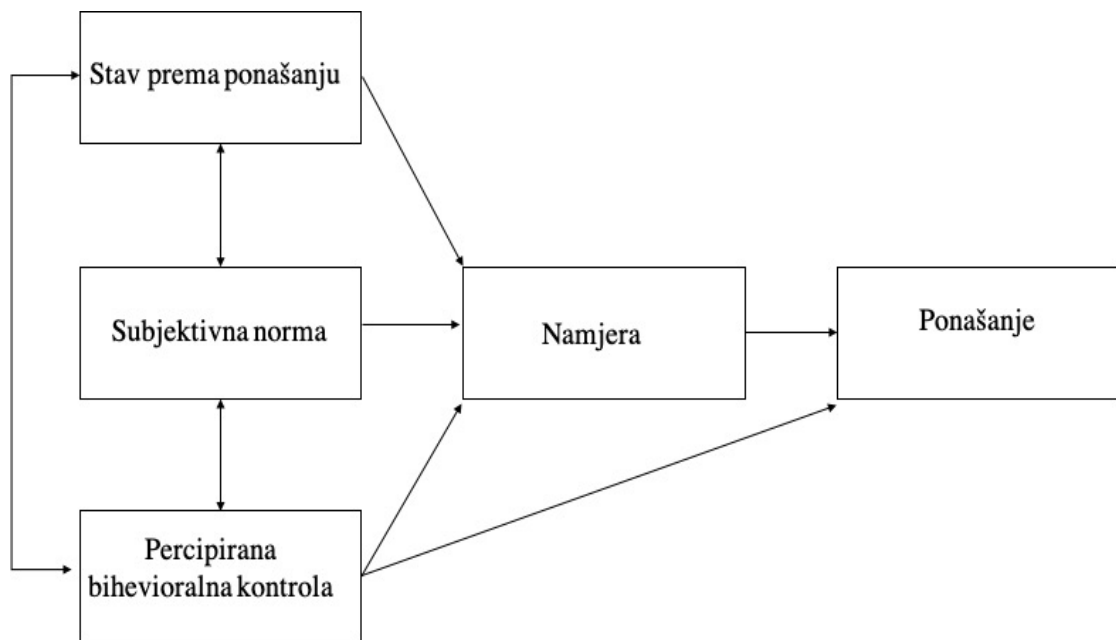 Stav prema ponašanju
Subjektivna norma
Namjera
Ponašanje
Percipirana
bihevioralna kontrola